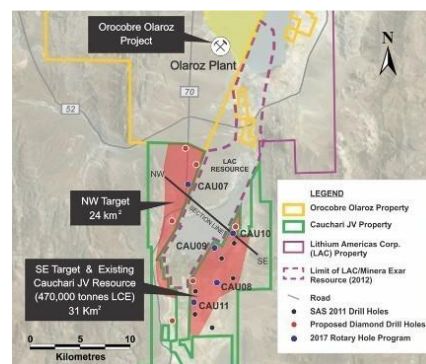 Orocobre Olaroz
Project
Olaroz Plant
N
70
52
LAC
RESOURCE
NW
CAU07
SECTION LINE
NW Target
24 km²
CAU10
CAU09
SE
SE Target & Existing
Cauchari JV Resource
(470,000 tonnes LCE)
31 Km²
CAU08
CAU11
0 5 10
Kilometres
LEGEND
Orocobre Olaroz Property
Cauchari JV Property
Lithium Americas Corp.
(LAC) Property
Limit of LAC/Minera Exar
Resource (2012)
Road
SAS 2011 Drill Holes
Proposed Diamond Drill Holes
2017 Rotary Hole Program